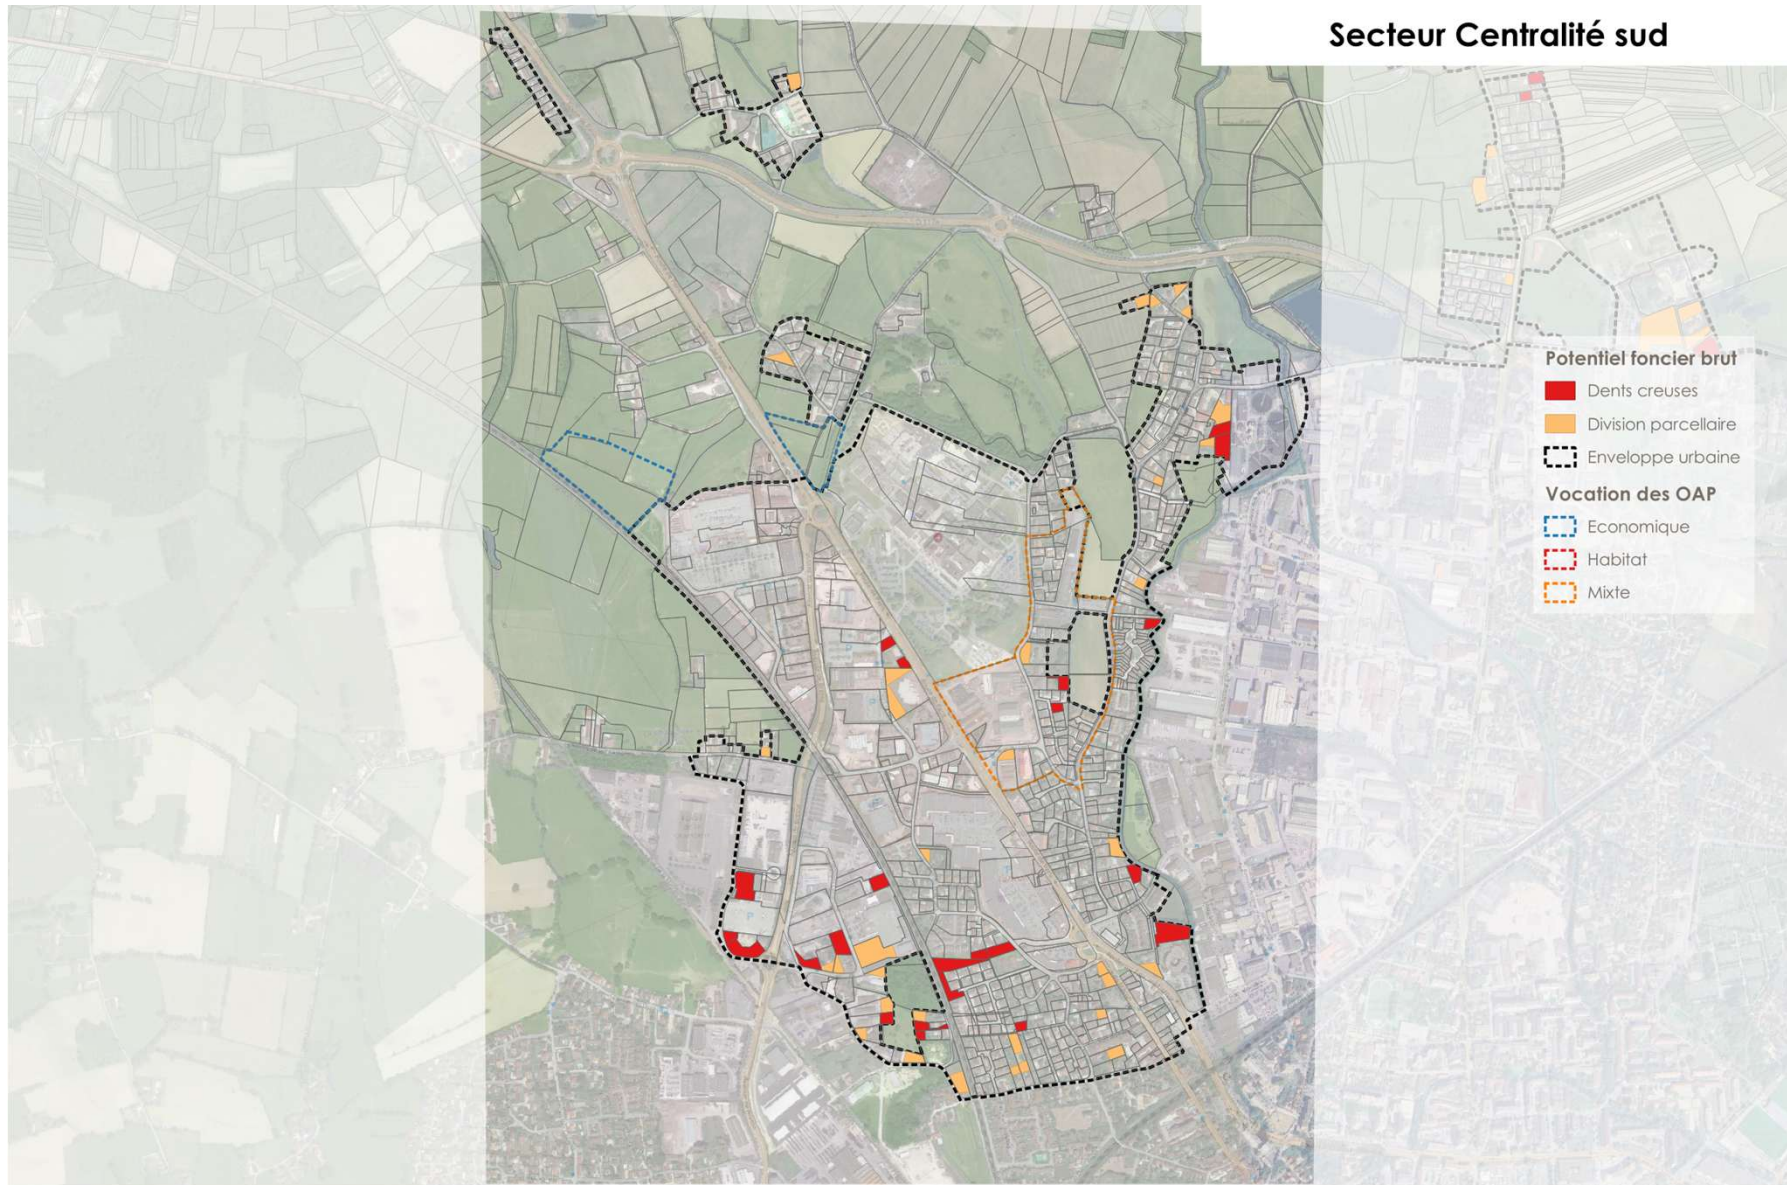 Secteur Centralité sud
Potentiel foncier brut
Dents creuses
Division parcellaire
Enveloppe urbaine
Vocation des OAP
Economique
Habitat
Mixte
P